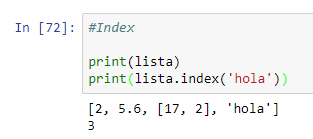 In [72]: #Index
print(lista)
print(lista.index('hola'))
[2, 5.6, [17, 2], 'hola']
3